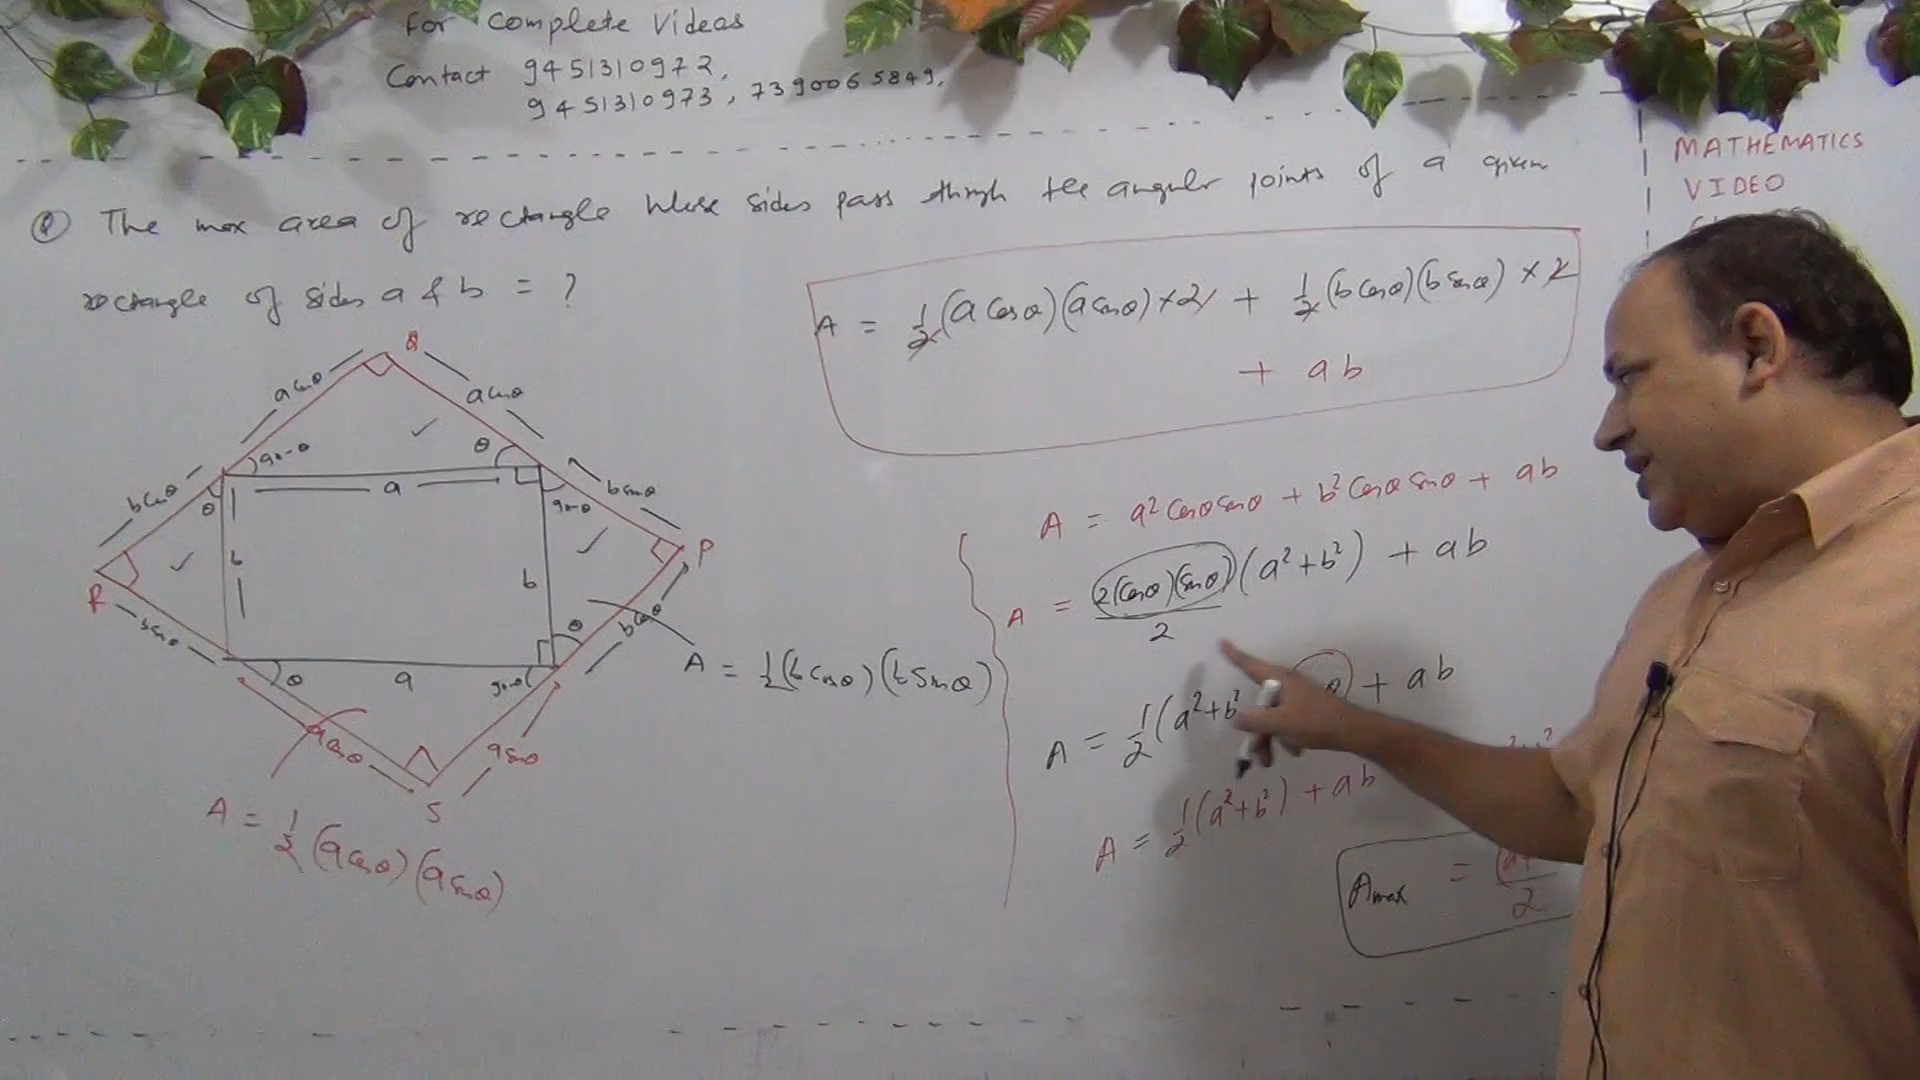 For Complete Videos
Contact 9451310972,
9451310973, 7390065849,
MATHEMATICS
VIDEO
Q The max area of rectangle whose sides pass through the angular points of a given
rectangle of sides a & b = ?
A = 1/2 (a cosθ)(a sinθ) × 2 + 1/2 (b cosθ)(b sinθ) × 2
+ ab
Q
a sinθ
a cosθ
90-θ
θ
a
b cosθ
b sinθ
θ
90-θ
b
b
R
P
b sinθ
b cosθ
θ
a
90-θ
θ
a cosθ
a sinθ
S
A = 1/2 (b cosθ)(b sinθ)
A = 1/2 (a cosθ)(a sinθ)
A = a² cosθ sinθ + b² cosθ sinθ + ab
A = 2(cosθ)(sinθ)/2 (a² + b²) + ab
A = 1/2 (a² + b² θ + ab
A = 1/2 (a² + b²) + ab
Amax = (a+ / 2